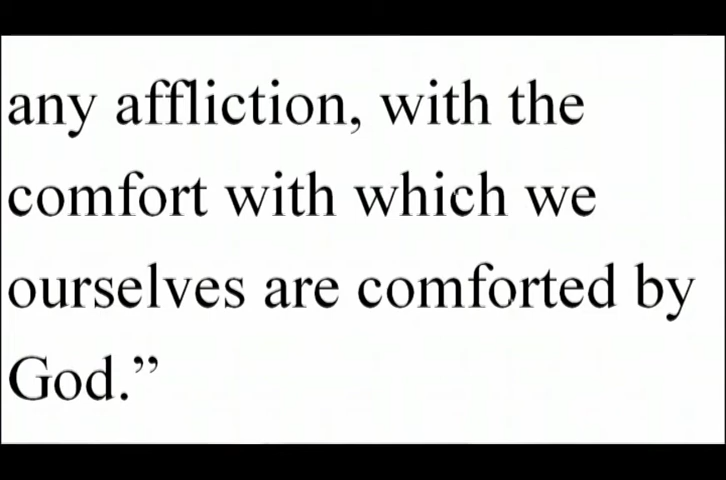 any affliction, with the
comfort with which we
ourselves are comforted by
God.”